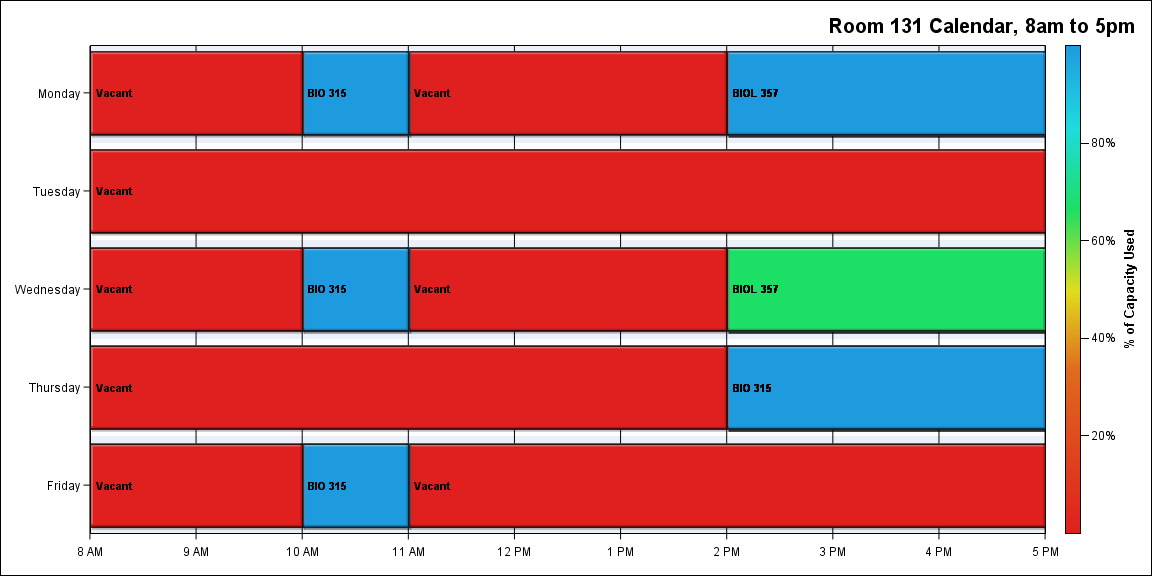 Room 131 Calendar, 8am to 5pm
Monday
Vacant
BIO 315
Vacant
BIOL 357
Tuesday
Vacant
Wednesday
Vacant
BIO 315
Vacant
BIOL 357
Thursday
Vacant
BIO 315
Friday
Vacant
BIO 315
Vacant
8 AM
9 AM
10 AM
11 AM
12 PM
1 PM
2 PM
3 PM
4 PM
5 PM
80%
60%
40%
20%
% of Capacity Used